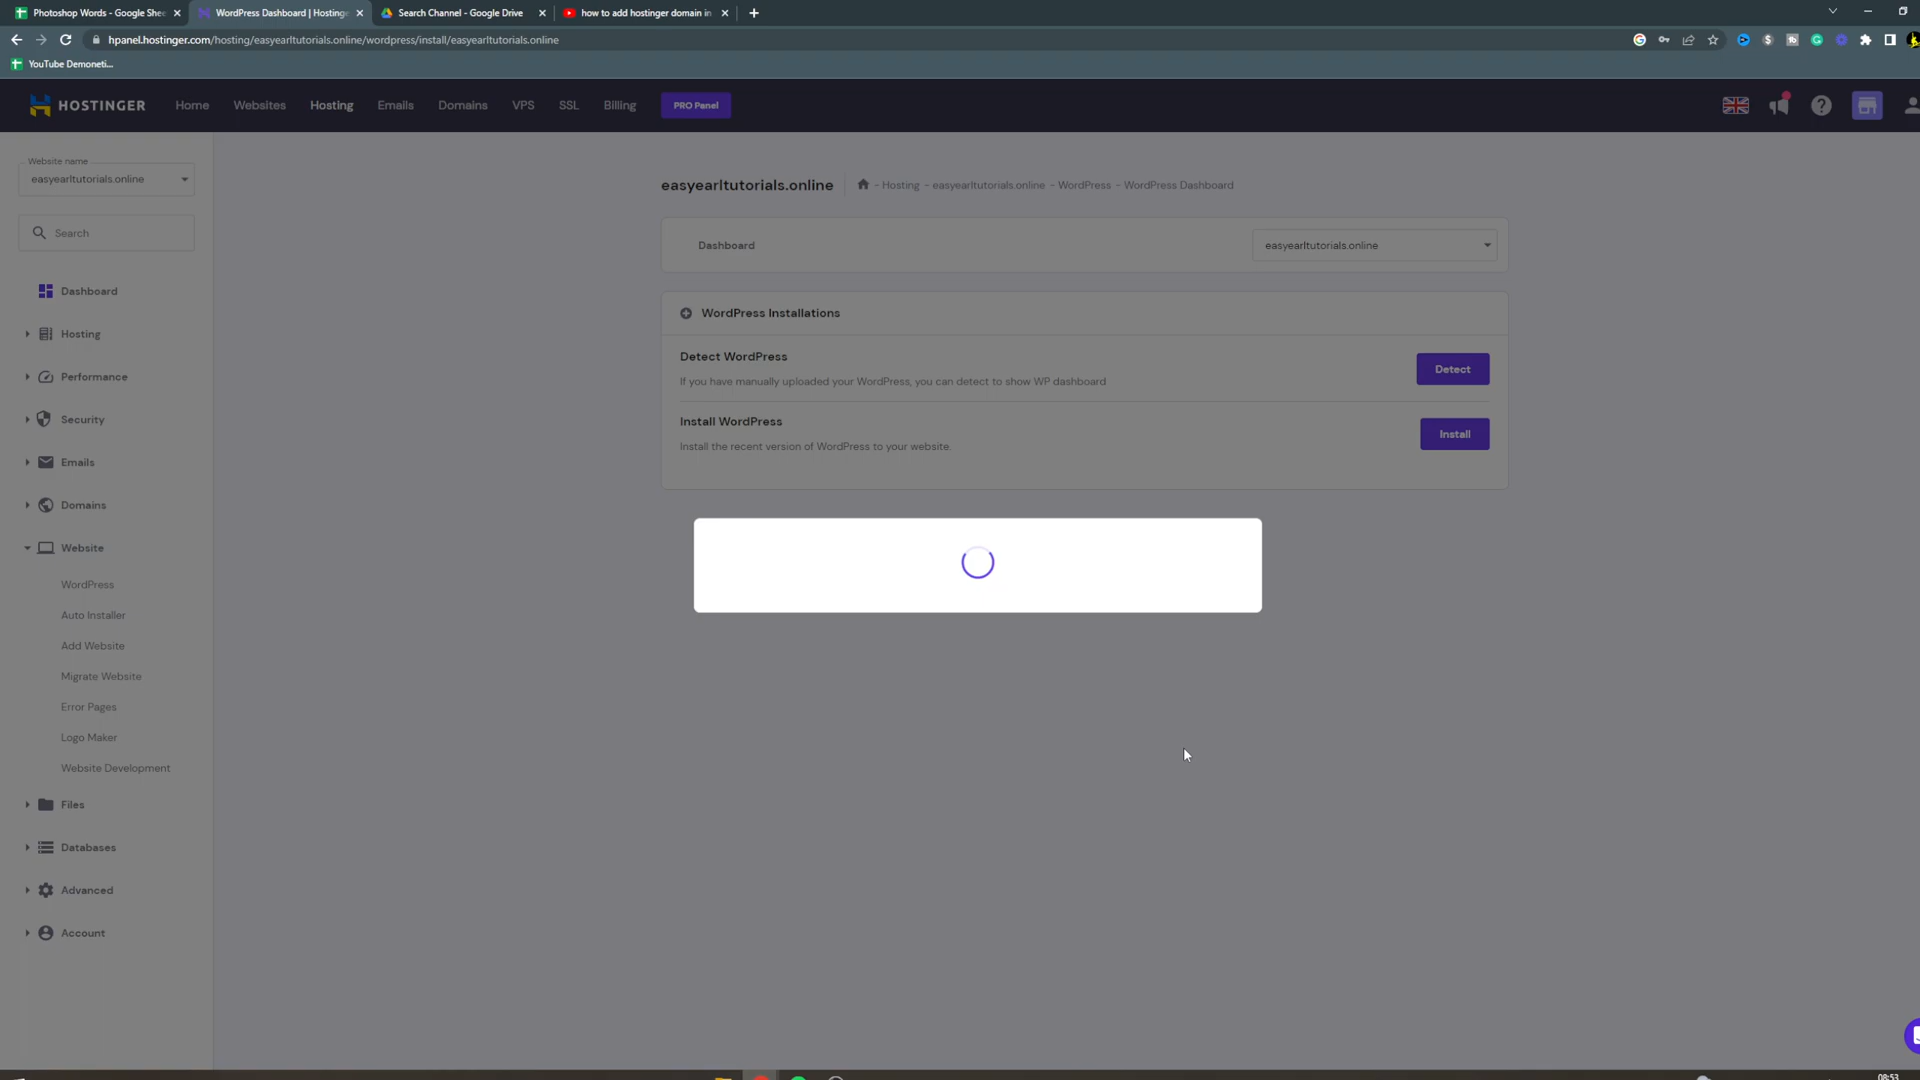 Photoshop Words - Google Shee
WordPress Dashboard | Hostinge
Search Channel - Google Drive
how to add hostinger domain in
hpanel.hostinger.com/hosting/easyearltutorials.online/wordpress/install/easyearltutorials.online
YouTube Demoneti...
HOSTINGER
Home
Websites
Hosting
Emails
Domains
VPS
SSL
Billing
PRO Panel
Website name
easyearltutorials.online
Search
Dashboard
Hosting
Performance
Security
Emails
Domains
Website
WordPress
Auto Installer
Add Website
Migrate Website
Error Pages
Logo Maker
Website Development
Files
Databases
Advanced
Account
easyearltutorials.online
- Hosting - easyearltutorials.online - WordPress - WordPress Dashboard
Dashboard
easyearltutorials.online
WordPress Installations
Detect WordPress
If you have manually uploaded your WordPress, you can detect to show WP dashboard
Detect
Install WordPress
Install the recent version of WordPress to your website.
Install
08:53